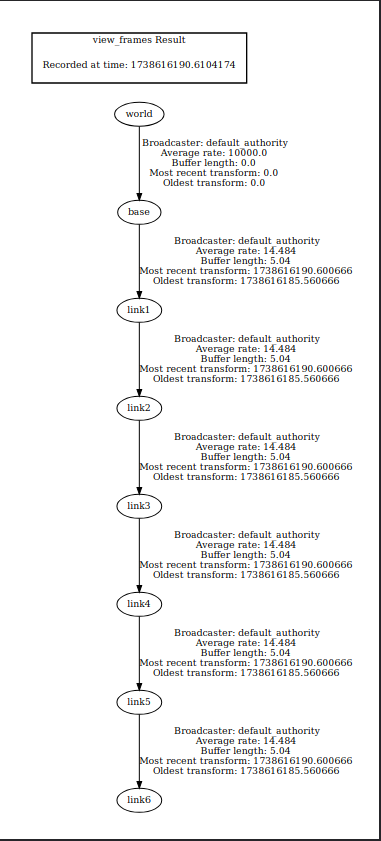 view_frames Result
Recorded at time: 1738616190.6104174
world
Broadcaster: default_authority
Average rate: 10000.0
Buffer length: 0.0
Most recent transform: 0.0
Oldest transform: 0.0
base
Broadcaster: default_authority
Average rate: 14.484
Buffer length: 5.04
Most recent transform: 1738616190.600666
Oldest transform: 1738616185.560666
link1
Broadcaster: default_authority
Average rate: 14.484
Buffer length: 5.04
Most recent transform: 1738616190.600666
Oldest transform: 1738616185.560666
link2
Broadcaster: default_authority
Average rate: 14.484
Buffer length: 5.04
Most recent transform: 1738616190.600666
Oldest transform: 1738616185.560666
link3
Broadcaster: default_authority
Average rate: 14.484
Buffer length: 5.04
Most recent transform: 1738616190.600666
Oldest transform: 1738616185.560666
link4
Broadcaster: default_authority
Average rate: 14.484
Buffer length: 5.04
Most recent transform: 1738616190.600666
Oldest transform: 1738616185.560666
link5
Broadcaster: default_authority
Average rate: 14.484
Buffer length: 5.04
Most recent transform: 1738616190.600666
Oldest transform: 1738616185.560666
link6